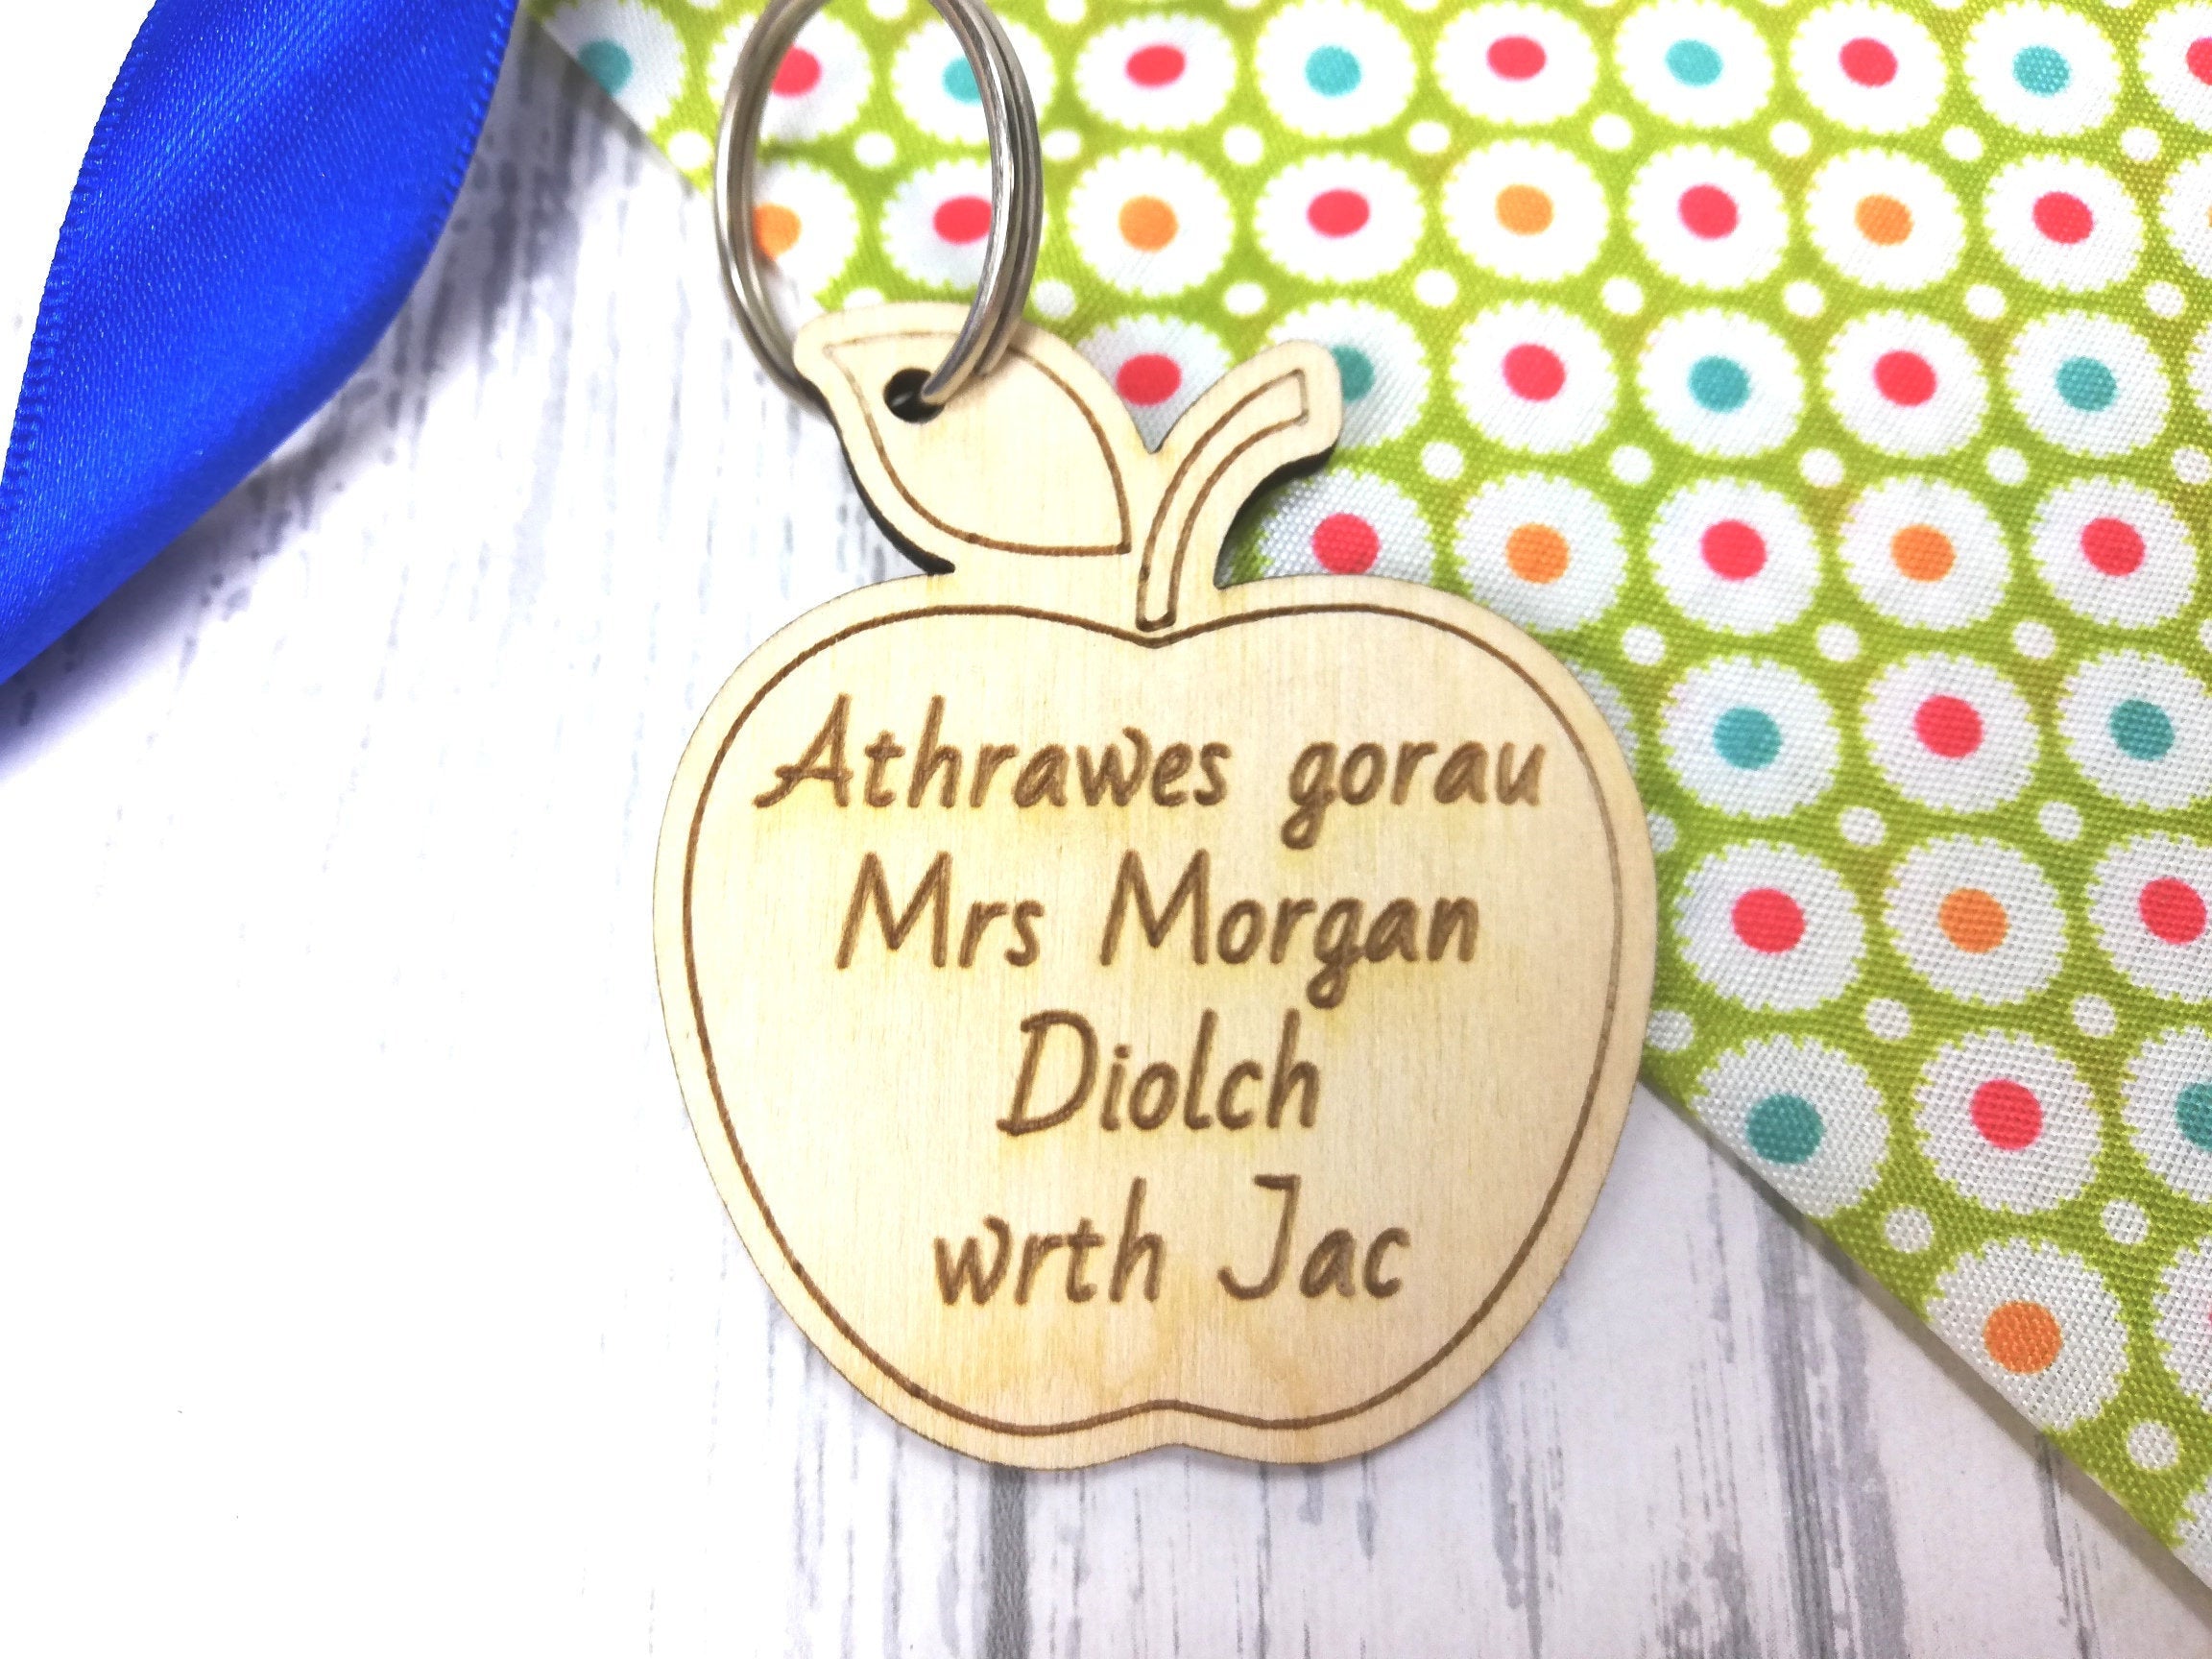 Athrawes gorau
Mrs Morgan
Diolch
wrth Jac